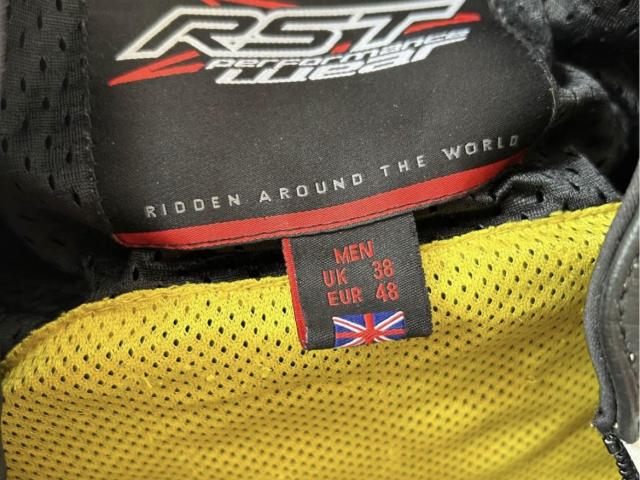 RST
performance
wear
RIDDEN AROUND THE WORLD
MEN
UK 38
EUR 48